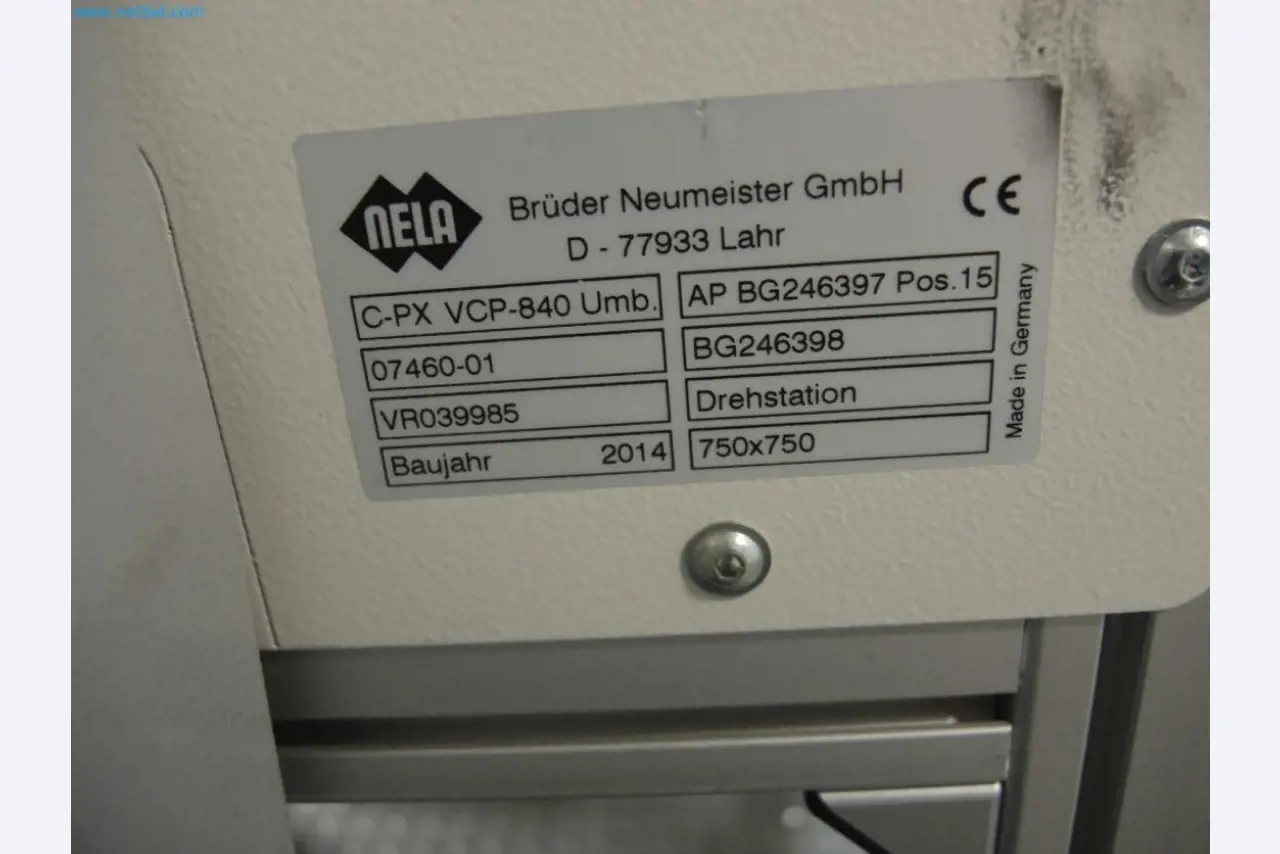 NELA
Brüder Neumeister GmbH
D - 77933 Lahr
CE
C-PX VCP-840 Umb.
AP BG246397 Pos.15
07460-01
BG246398
VR039985
Drehstation
Baujahr 2014
750x750
Made in Germany